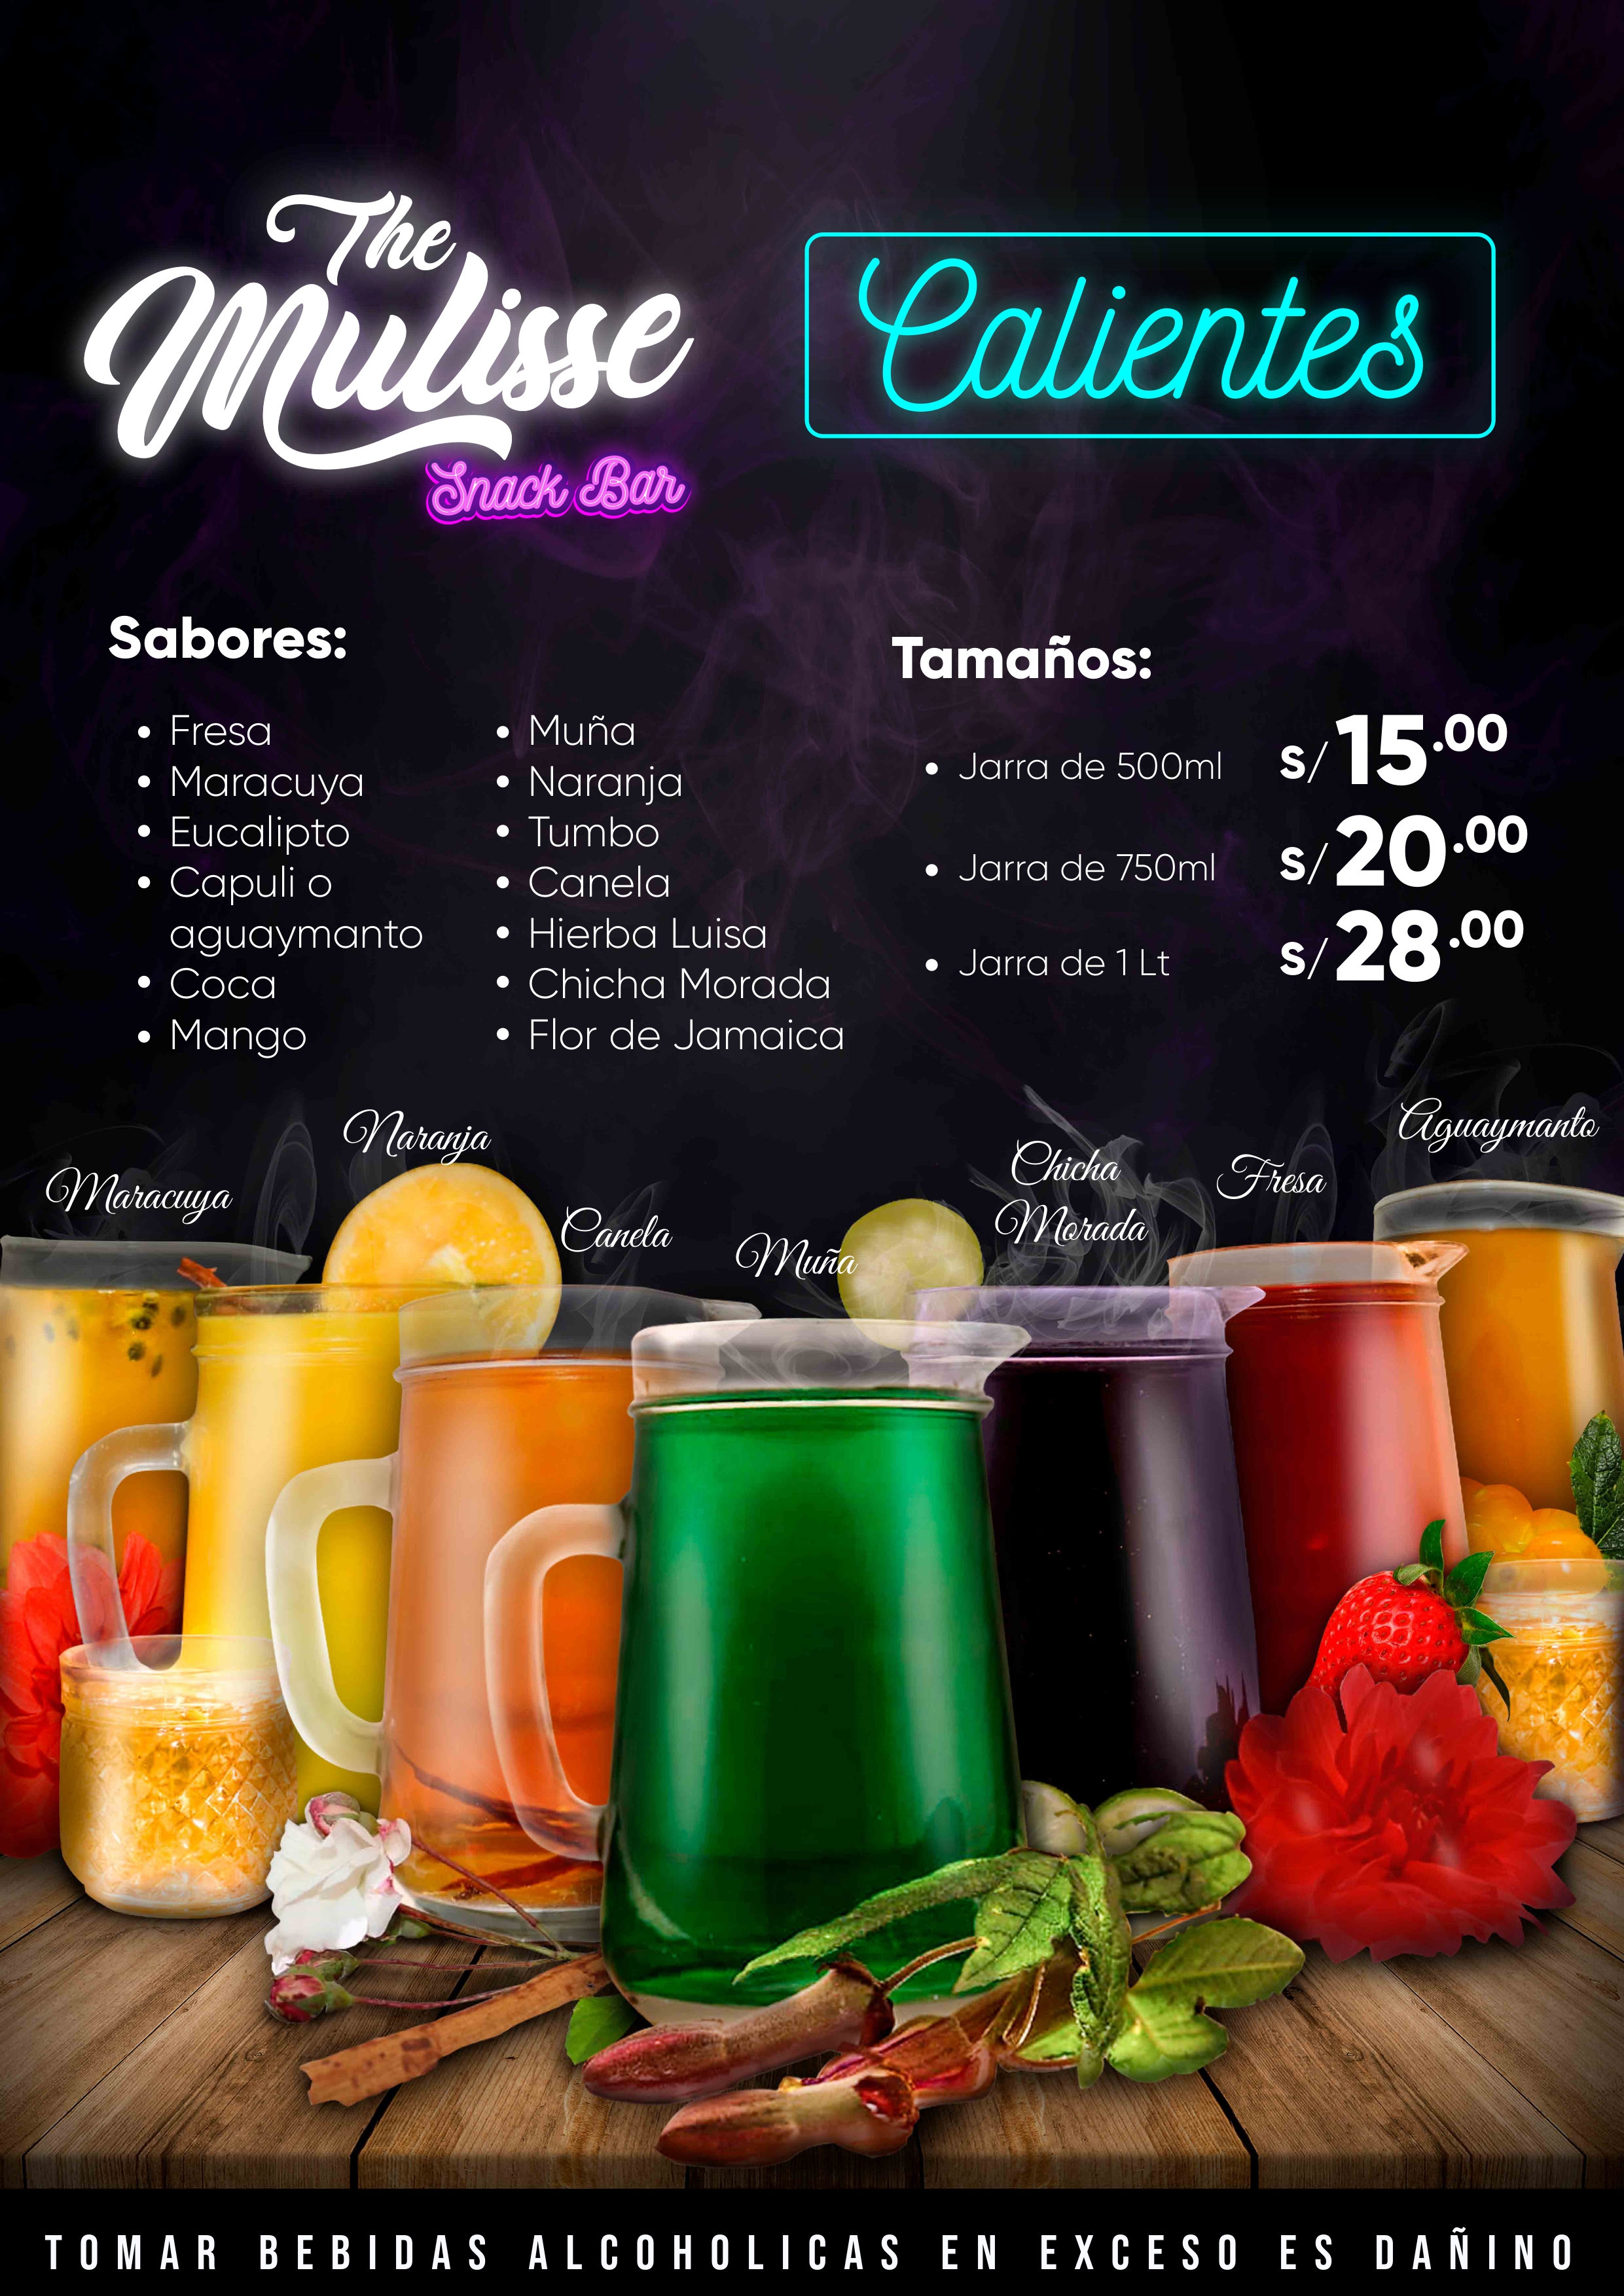 The
Mulisse
Snack Bar
Calientes
Sabores:
• Fresa
• Maracuya
• Eucalipto
• Capuli o
aguaymanto
• Coca
• Mango
• Muña
• Naranja
• Tumbo
• Canela
• Hierba Luisa
• Chicha Morada
• Flor de Jamaica
Tamaños:
• Jarra de 500ml S/15.00
• Jarra de 750ml S/20.00
• Jarra de 1 Lt S/28.00
Maracuya
Naranja
Canela
Muña
Chicha
Morada
Fresa
Aguaymanto
TOMAR BEBIDAS ALCOHOLICAS EN EXCESO ES DAÑINO